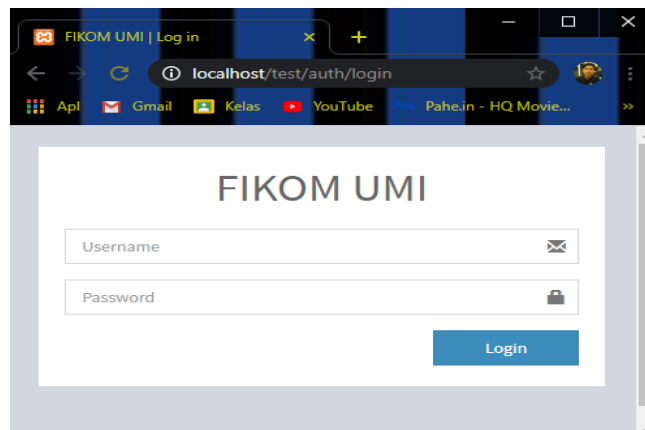 FIKOM UMI | Log in
localhost/test/auth/login
Apl Gmail Kelas YouTube Pahe.in - HQ Movie...
FIKOM UMI
Username
Password
Login